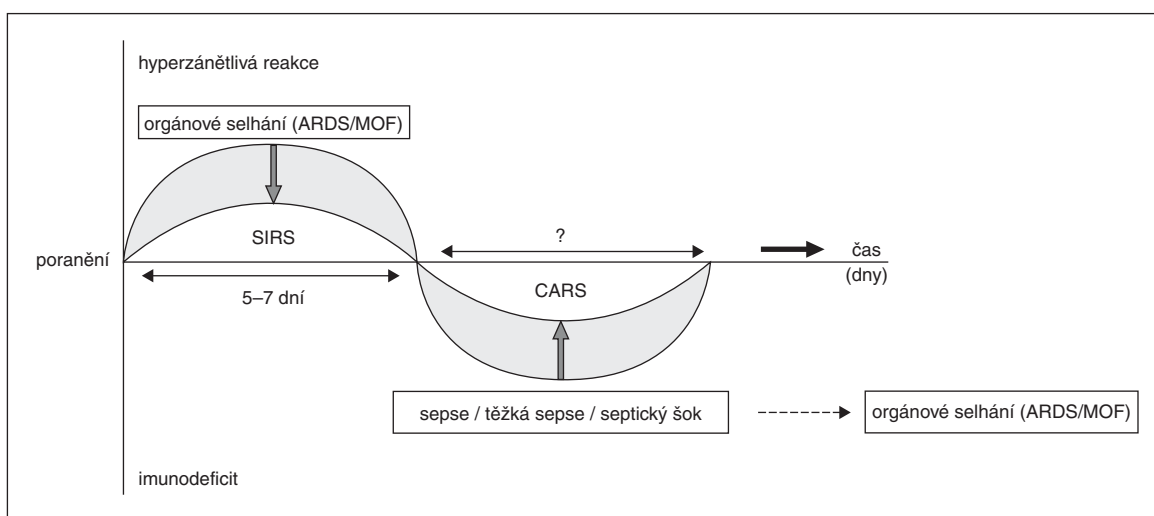 hyperzánětlivá reakce
orgánové selhání (ARDS/MOF)
SIRS
?
poranění
čas
(dny)
5–7 dní
CARS
sepse / těžká sepse / septický šok
orgánové selhání (ARDS/MOF)
imunodeficit